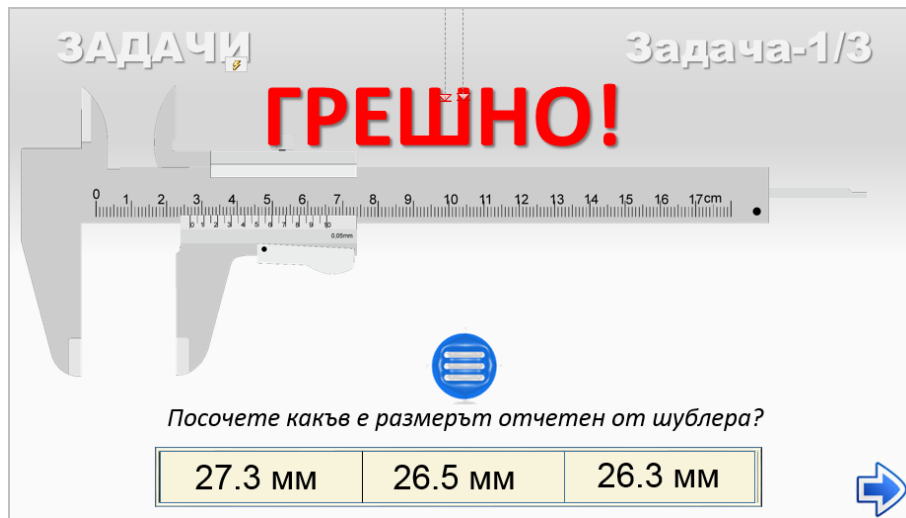 ЗАДАЧИ
Задача-1/3
ГРЕШНО!
0 1 2 3 4 5 6 7 8 9 10 11 12 13 14 15 16 17 cm
0 1 2 3 4 5 6 7 8 9 10
0,05mm
Посочете какъв е размерът отчетен от шублера?
27.3 мм
26.5 мм
26.3 мм